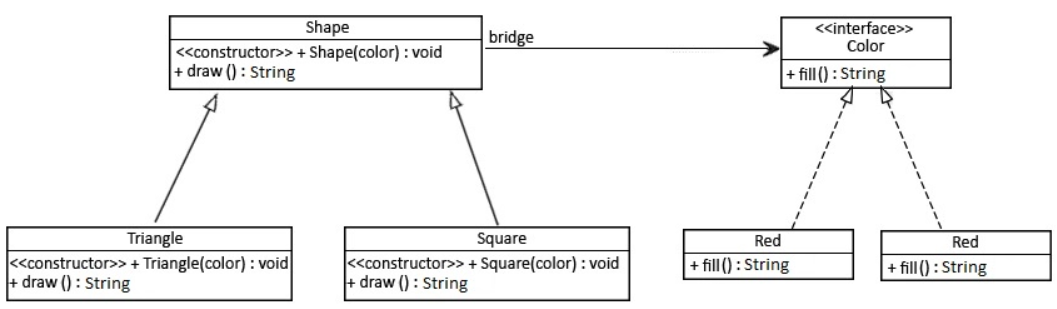 Shape
<<constructor>> + Shape(color) : void
+ draw () : String
bridge
<<interface>>
Color
+ fill() : String
Triangle
<<constructor>> + Triangle(color) : void
+ draw () : String
Square
<<constructor>> + Square(color) : void
+ draw () : String
Red
+ fill() : String
Red
+ fill() : String